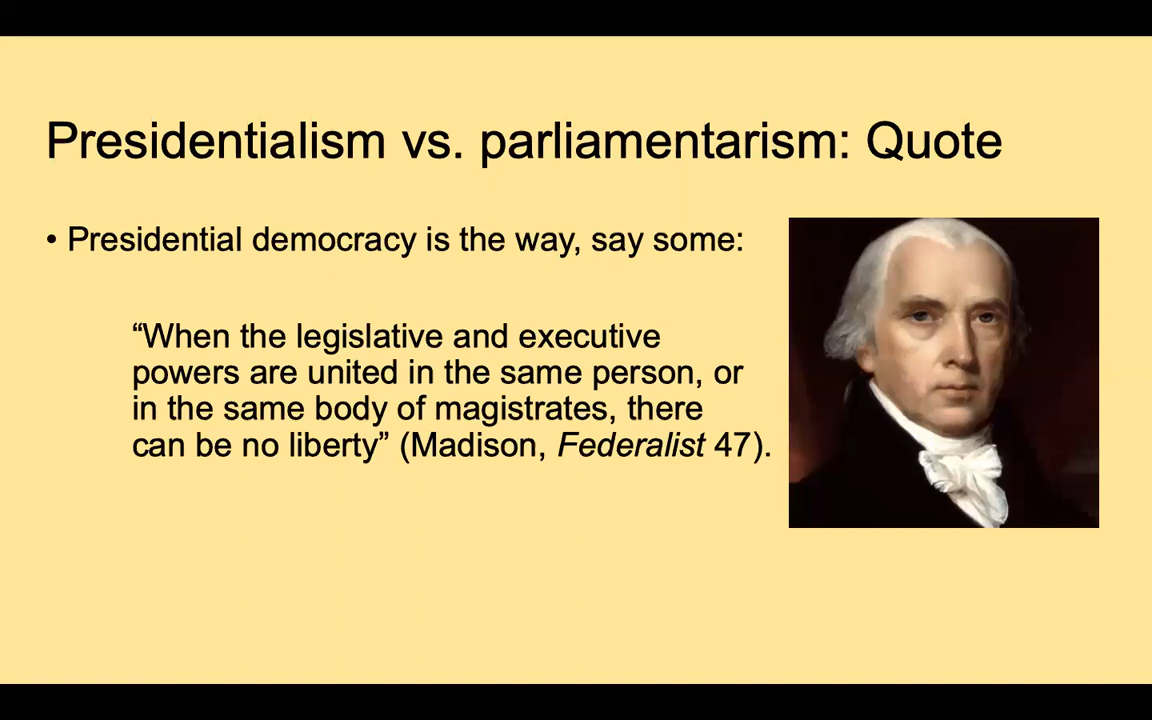 Presidentialism vs. parliamentarism: Quote
• Presidential democracy is the way, say some:
“When the legislative and executive
powers are united in the same person, or
in the same body of magistrates, there
can be no liberty” (Madison, Federalist 47).